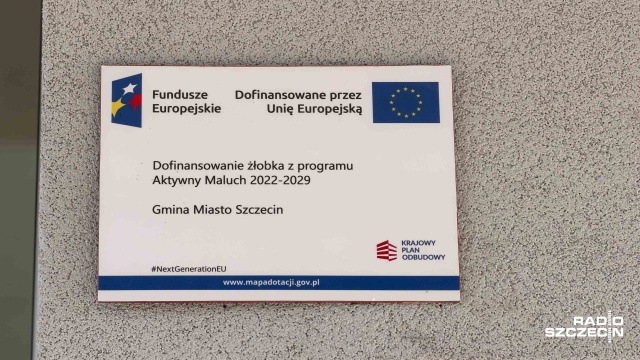 Fundusze
Europejskie
Dofinansowane przez
Unię Europejską
Dofinansowanie żłobka z programu
Aktywny Maluch 2022-2029
Gmina Miasto Szczecin
KRAJOWY
PLAN
ODBUDOWY
#NextGenerationEU
www.mapadotacji.gov.pl
RADIO
SZCZECIN